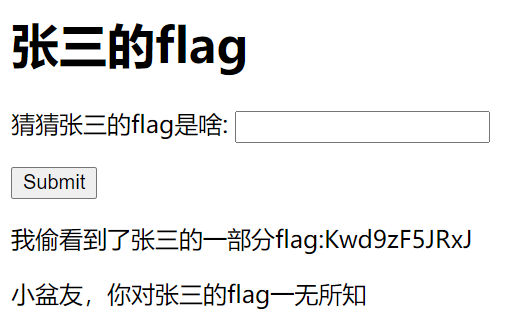 张三的flag
猜猜张三的flag是啥:
Submit
我偷看到了张三的一部分flag:Kwd9zF5JRxJ
小盆友，你对张三的flag一无所知